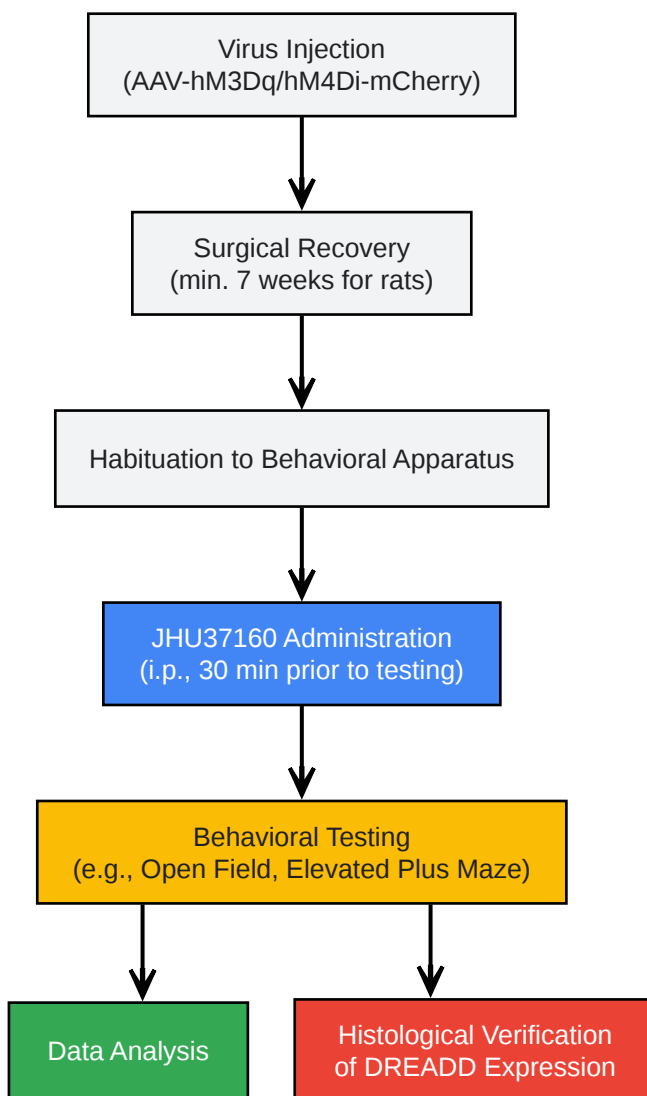 Virus Injection
(AAV-hM3Dq/hM4Di-mCherry)
Surgical Recovery
(min. 7 weeks for rats)
Habituation to Behavioral Apparatus
JHU37160 Administration
(i.p., 30 min prior to testing)
Behavioral Testing
(e.g., Open Field, Elevated Plus Maze)
Data Analysis
Histological Verification
of DREADD Expression